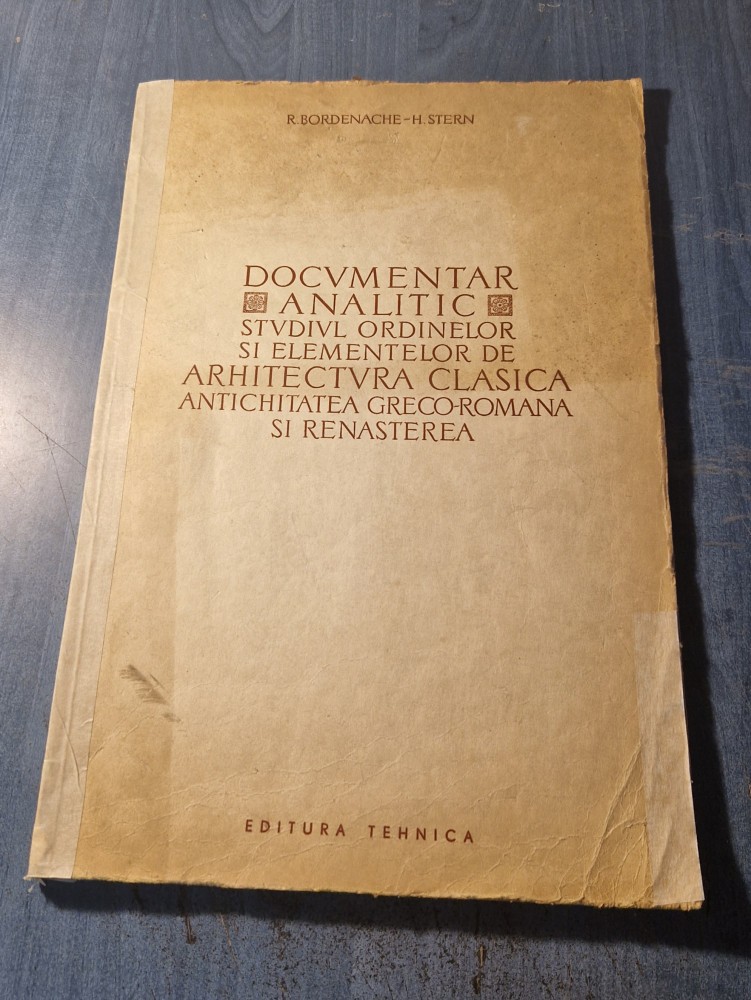 R. BORDENACHE-H. STERN
DOCVMENTAR
ANALITIC
STVDIVL ORDINELOR
SI ELEMENTELOR DE
ARHITECTVRA CLASICA
ANTICHITATEA GRECO-ROMANA
SI RENASTEREA
EDITURA TEHNICA